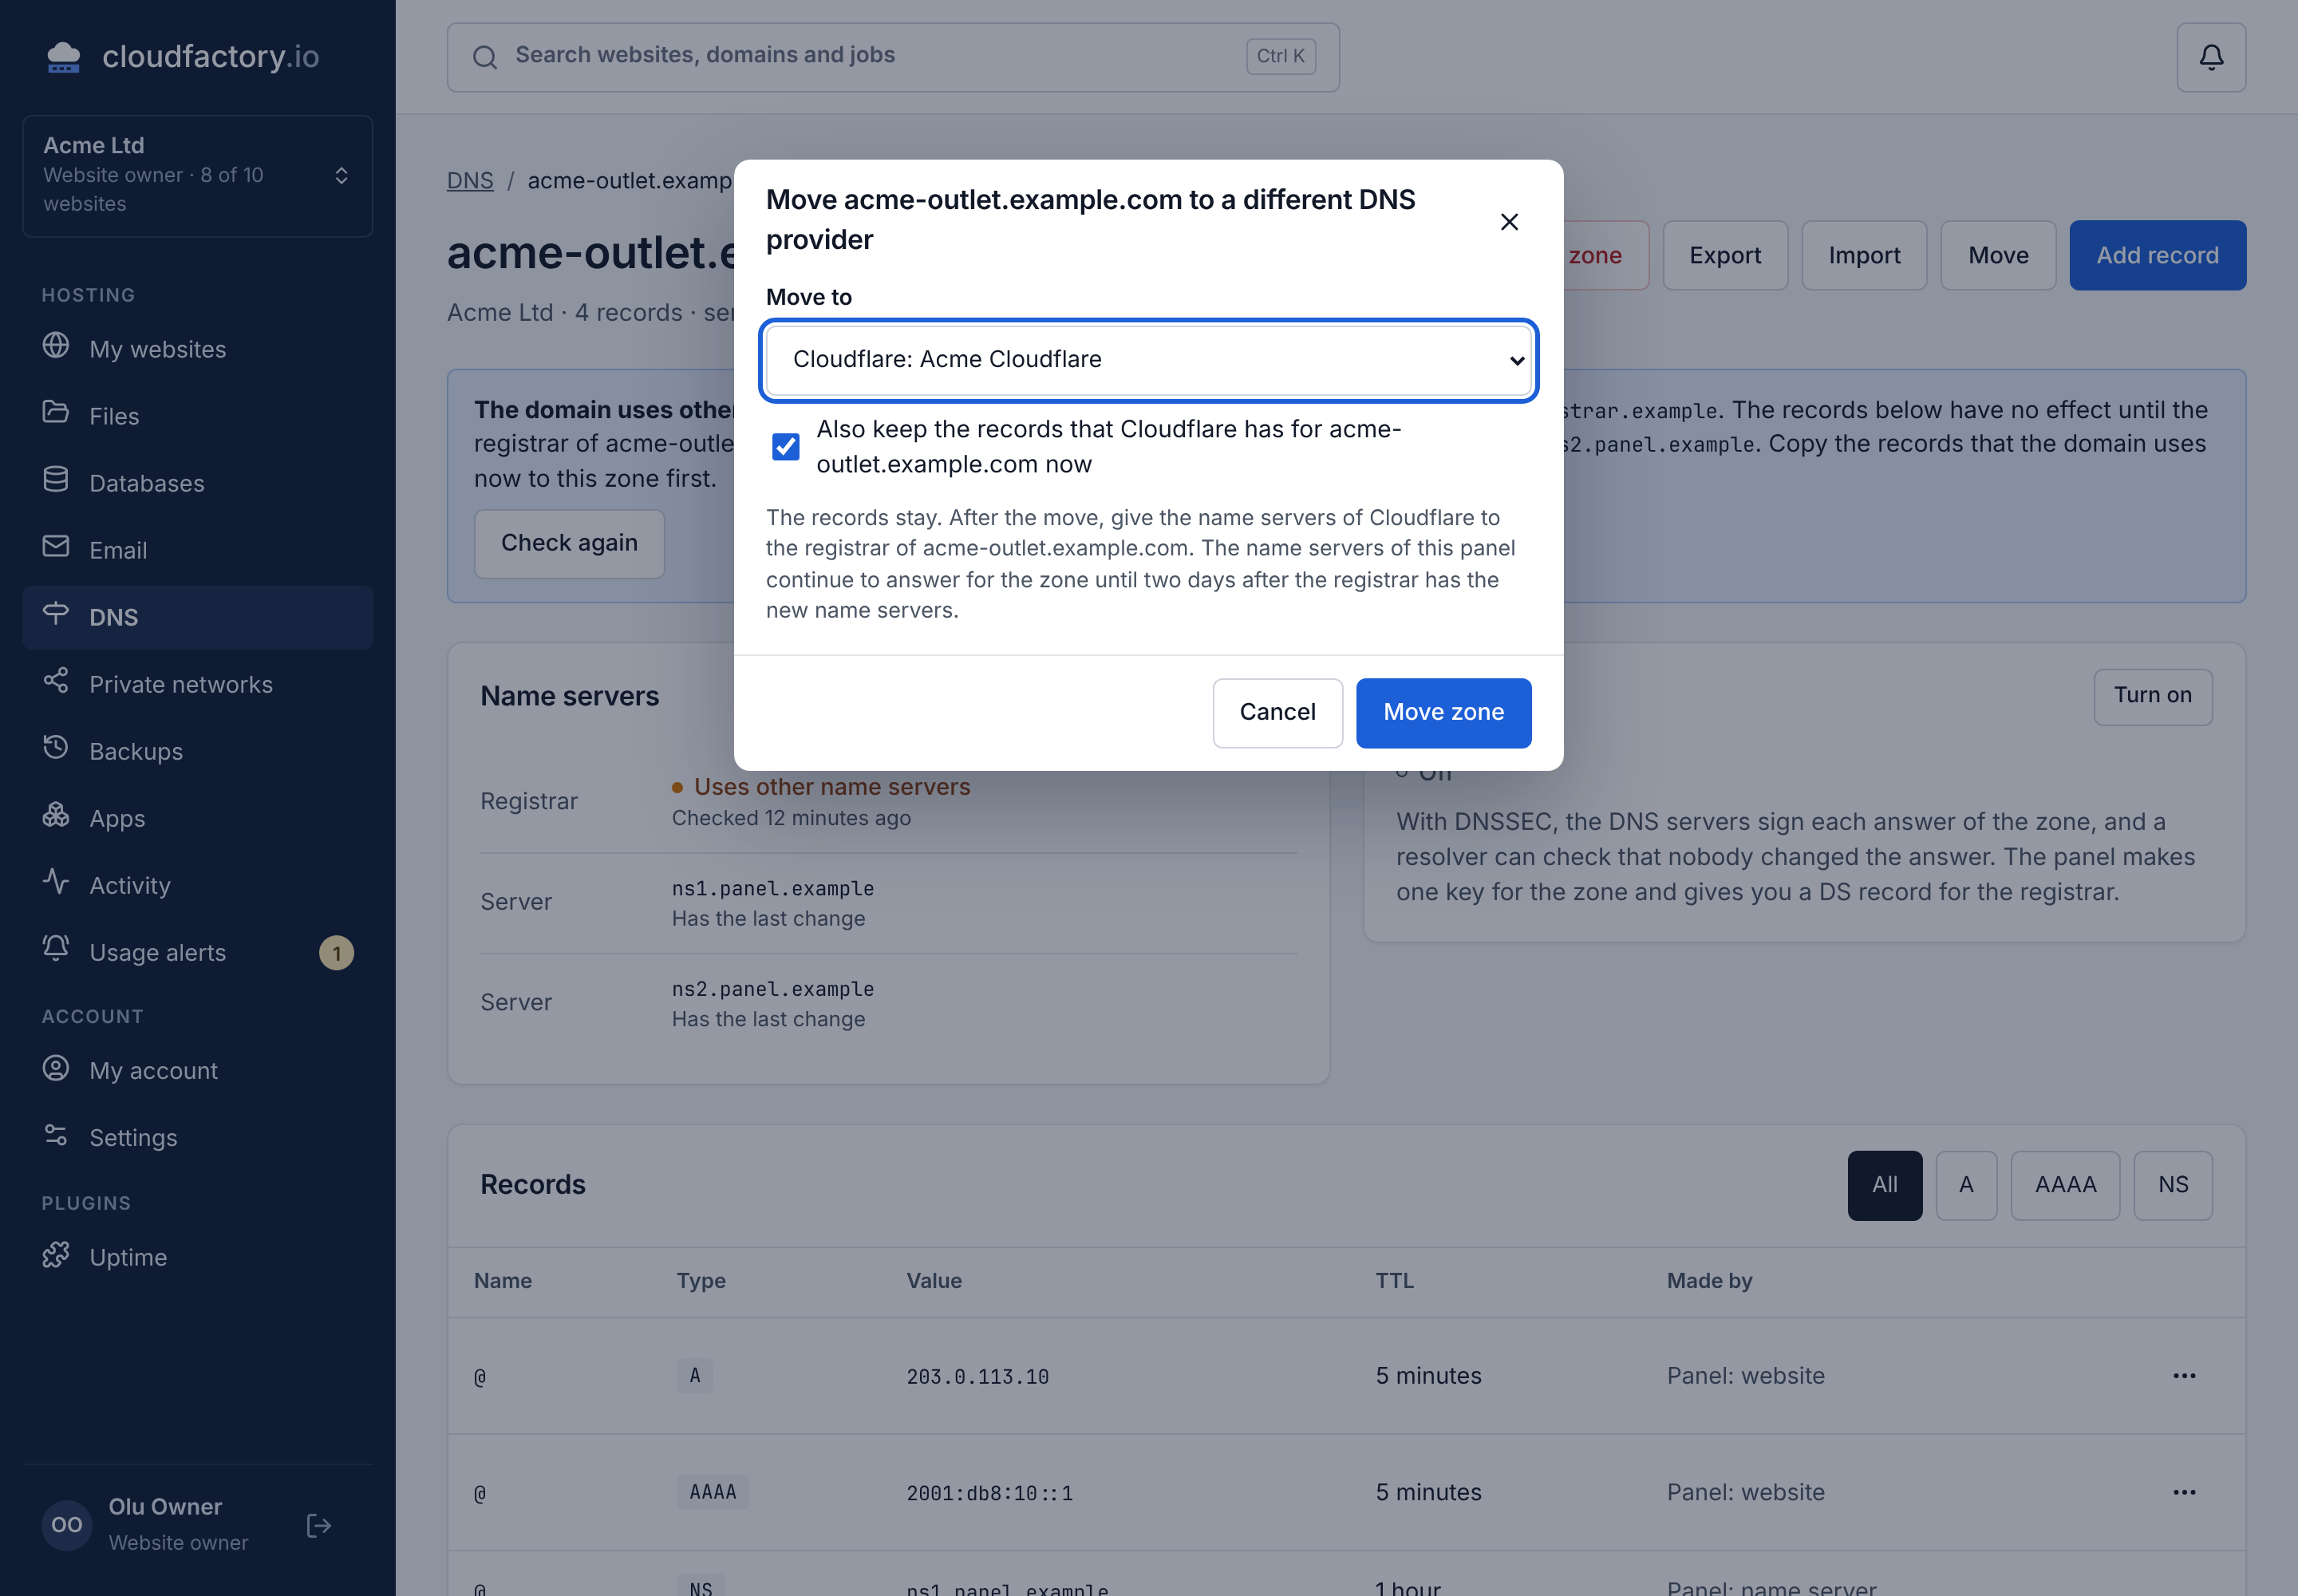 cloudfactory.io
Acme Ltd
Website owner · 8 of 10
websites
HOSTING
My websites
Files
Databases
Email
DNS
Private networks
Backups
Apps
Activity
Usage alerts
1
ACCOUNT
My account
Settings
PLUGINS
Uptime
OO
Olu Owner
Website owner
Search websites, domains and jobs
Ctrl K
DNS / acme-outlet.examp
acme-outlet.e
zone
Export
Import
Move
Add record
Acme Ltd · 4 records · ser
The domain uses other
strar.example. The records below have no effect until the
registrar of acme-outle
s2.panel.example. Copy the records that the domain uses
now to this zone first.
Check again
Move acme-outlet.example.com to a different DNS
provider
Move to
Cloudflare: Acme Cloudflare
Also keep the records that Cloudflare has for acme-
outlet.example.com now
The records stay. After the move, give the name servers of Cloudflare to
the registrar of acme-outlet.example.com. The name servers of this panel
continue to answer for the zone until two days after the registrar has the
new name servers.
Cancel
Move zone
Name servers
Registrar
Uses other name servers
Checked 12 minutes ago
Server
ns1.panel.example
Has the last change
Server
ns2.panel.example
Has the last change
Turn on
Off
With DNSSEC, the DNS servers sign each answer of the zone, and a
resolver can check that nobody changed the answer. The panel makes
one key for the zone and gives you a DS record for the registrar.
Records
All
A
AAAA
NS
Name Type Value TTL Made by
@ A 203.0.113.10 5 minutes Panel: website
@ AAAA 2001:db8:10::1 5 minutes Panel: website
@ NS ns1.panel.example 1 hour Panel: name server